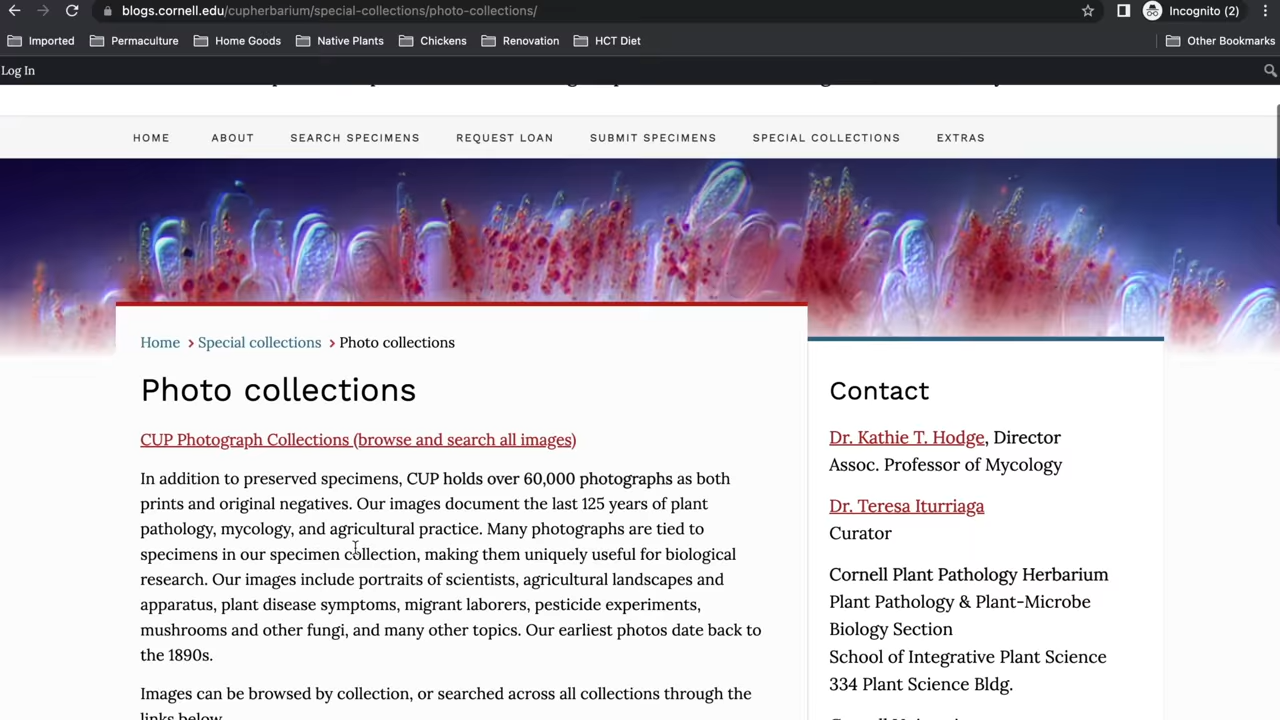 blogs.cornell.edu/cupherbarium/special-collections/photo-collections/
Incognito (2)
Imported Permaculture Home Goods Native Plants Chickens Renovation HCT Diet Other Bookmarks
Log In
HOME ABOUT SEARCH SPECIMENS REQUEST LOAN SUBMIT SPECIMENS SPECIAL COLLECTIONS EXTRAS
Home > Special collections > Photo collections
Photo collections
CUP Photograph Collections (browse and search all images)
In addition to preserved specimens, CUP holds over 60,000 photographs as both
prints and original negatives. Our images document the last 125 years of plant
pathology, mycology, and agricultural practice. Many photographs are tied to
specimens in our specimen collection, making them uniquely useful for biological
research. Our images include portraits of scientists, agricultural landscapes and
apparatus, plant disease symptoms, migrant laborers, pesticide experiments,
mushrooms and other fungi, and many other topics. Our earliest photos date back to
the 1890s.
Images can be browsed by collection, or searched across all collections through the
links below
Contact
Dr. Kathie T. Hodge, Director
Assoc. Professor of Mycology
Dr. Teresa Iturriaga
Curator
Cornell Plant Pathology Herbarium
Plant Pathology & Plant-Microbe
Biology Section
School of Integrative Plant Science
334 Plant Science Bldg.